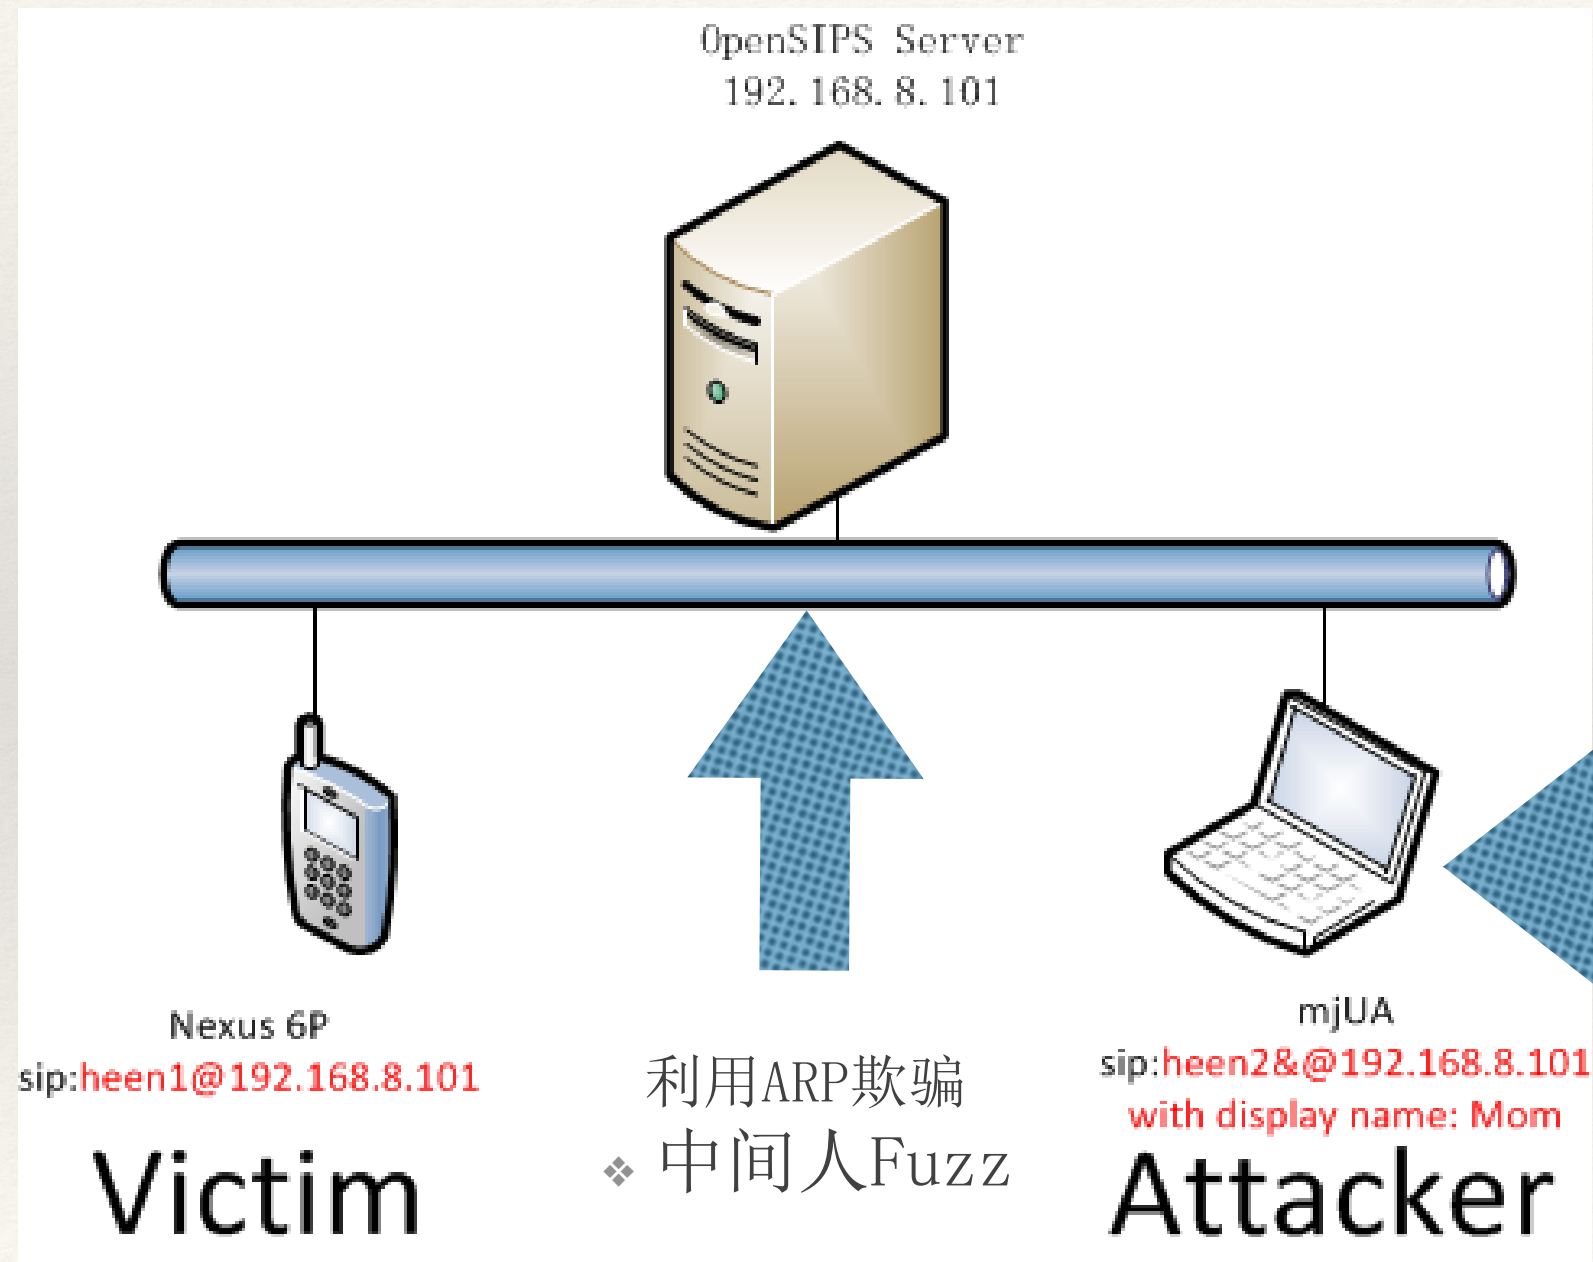 OpenSIPS Server
192.168.8.101
Nexus 6P
sip:heen1@192.168.8.101
Victim
利用ARP欺骗
❖ 中间人Fuzz
mjUA
sip:heen2&@192.168.8.101
with display name: Mom
Attacker